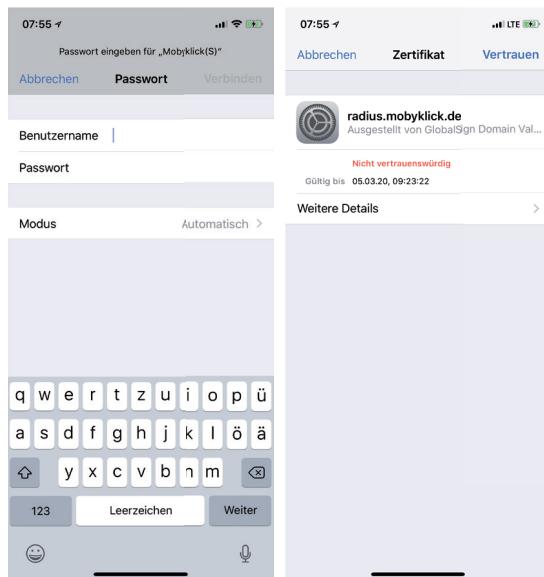 07:55
Passwort eingeben für „Mobyklick(S)“
Abbrechen Passwort Verbinden
Benutzername
Passwort
Modus Automatisch
q w e r t z u i o p ü
a s d f g h j k l ö ä
y x c v b n m
123 Leerzeichen Weiter
07:55 LTE
Abbrechen Zertifikat Vertrauen
radius.mobyklick.de
Ausgestellt von GlobalSign Domain Val...
Nicht vertrauenswürdig
Gültig bis 05.03.20, 09:23:22
Weitere Details